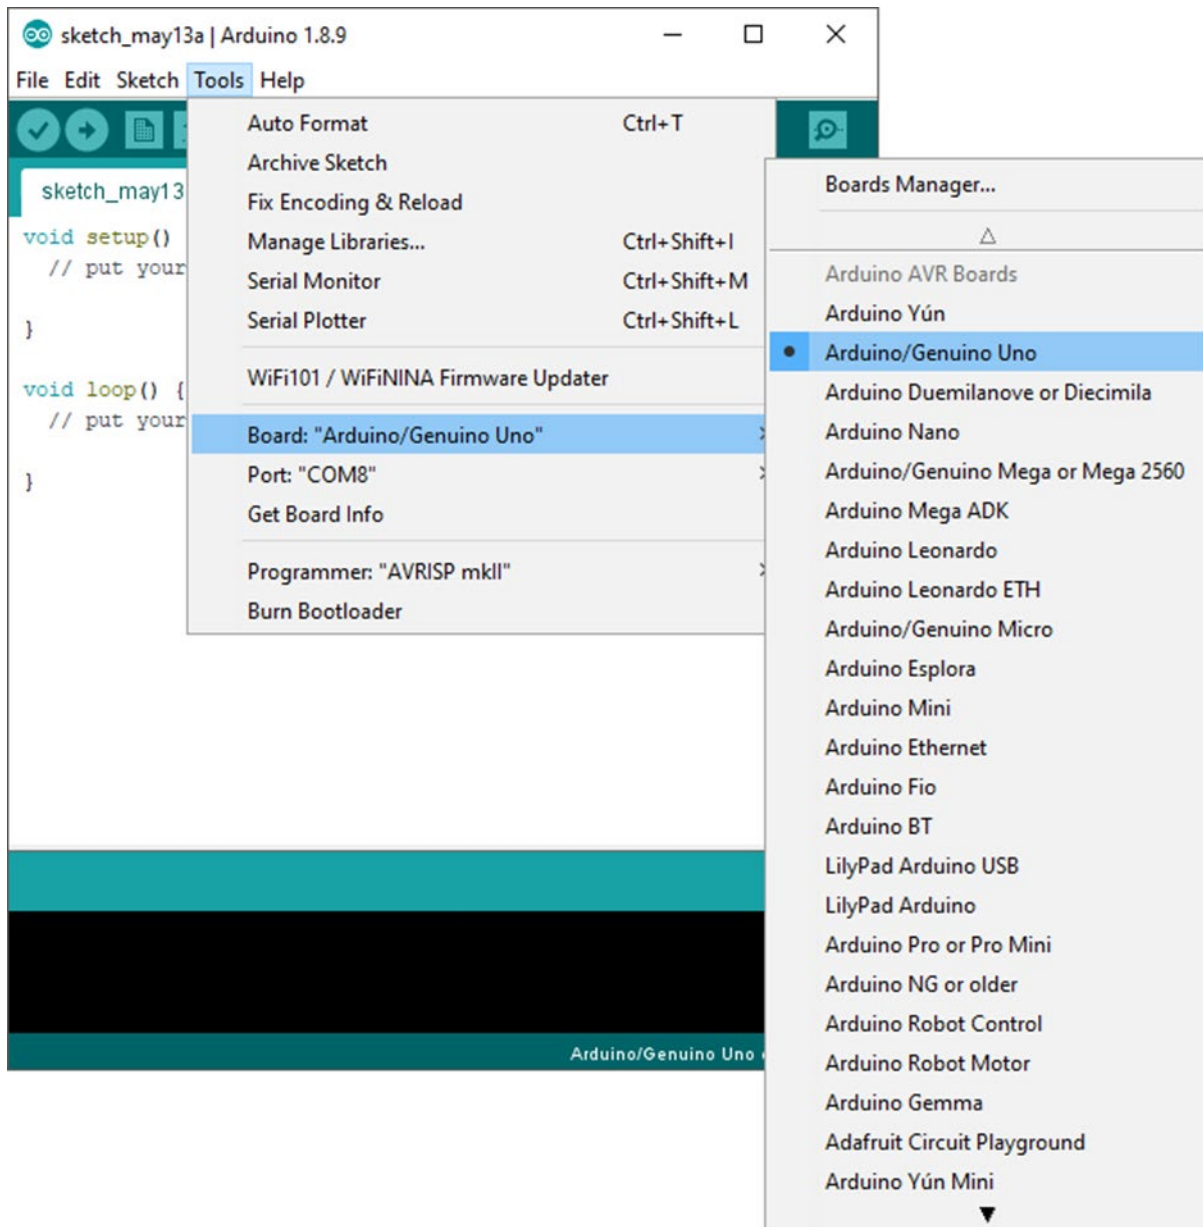 sketch_may13a | Arduino 1.8.9
File Edit Sketch Tools Help
sketch_may13
void setup()
// put your
}
void loop() {
// put your
}
Auto Format Ctrl+T
Archive Sketch
Fix Encoding & Reload
Manage Libraries... Ctrl+Shift+I
Serial Monitor Ctrl+Shift+M
Serial Plotter Ctrl+Shift+L
WiFi101 / WiFiNINA Firmware Updater
Board: "Arduino/Genuino Uno"
Port: "COM8"
Get Board Info
Programmer: "AVRISP mkII"
Burn Bootloader
Boards Manager...
Arduino AVR Boards
Arduino Yún
Arduino/Genuino Uno
Arduino Duemilanove or Diecimila
Arduino Nano
Arduino/Genuino Mega or Mega 2560
Arduino Mega ADK
Arduino Leonardo
Arduino Leonardo ETH
Arduino/Genuino Micro
Arduino Esplora
Arduino Mini
Arduino Ethernet
Arduino Fio
Arduino BT
LilyPad Arduino USB
LilyPad Arduino
Arduino Pro or Pro Mini
Arduino NG or older
Arduino Robot Control
Arduino Robot Motor
Arduino Gemma
Adafruit Circuit Playground
Arduino Yún Mini
Arduino/Genuino Uno